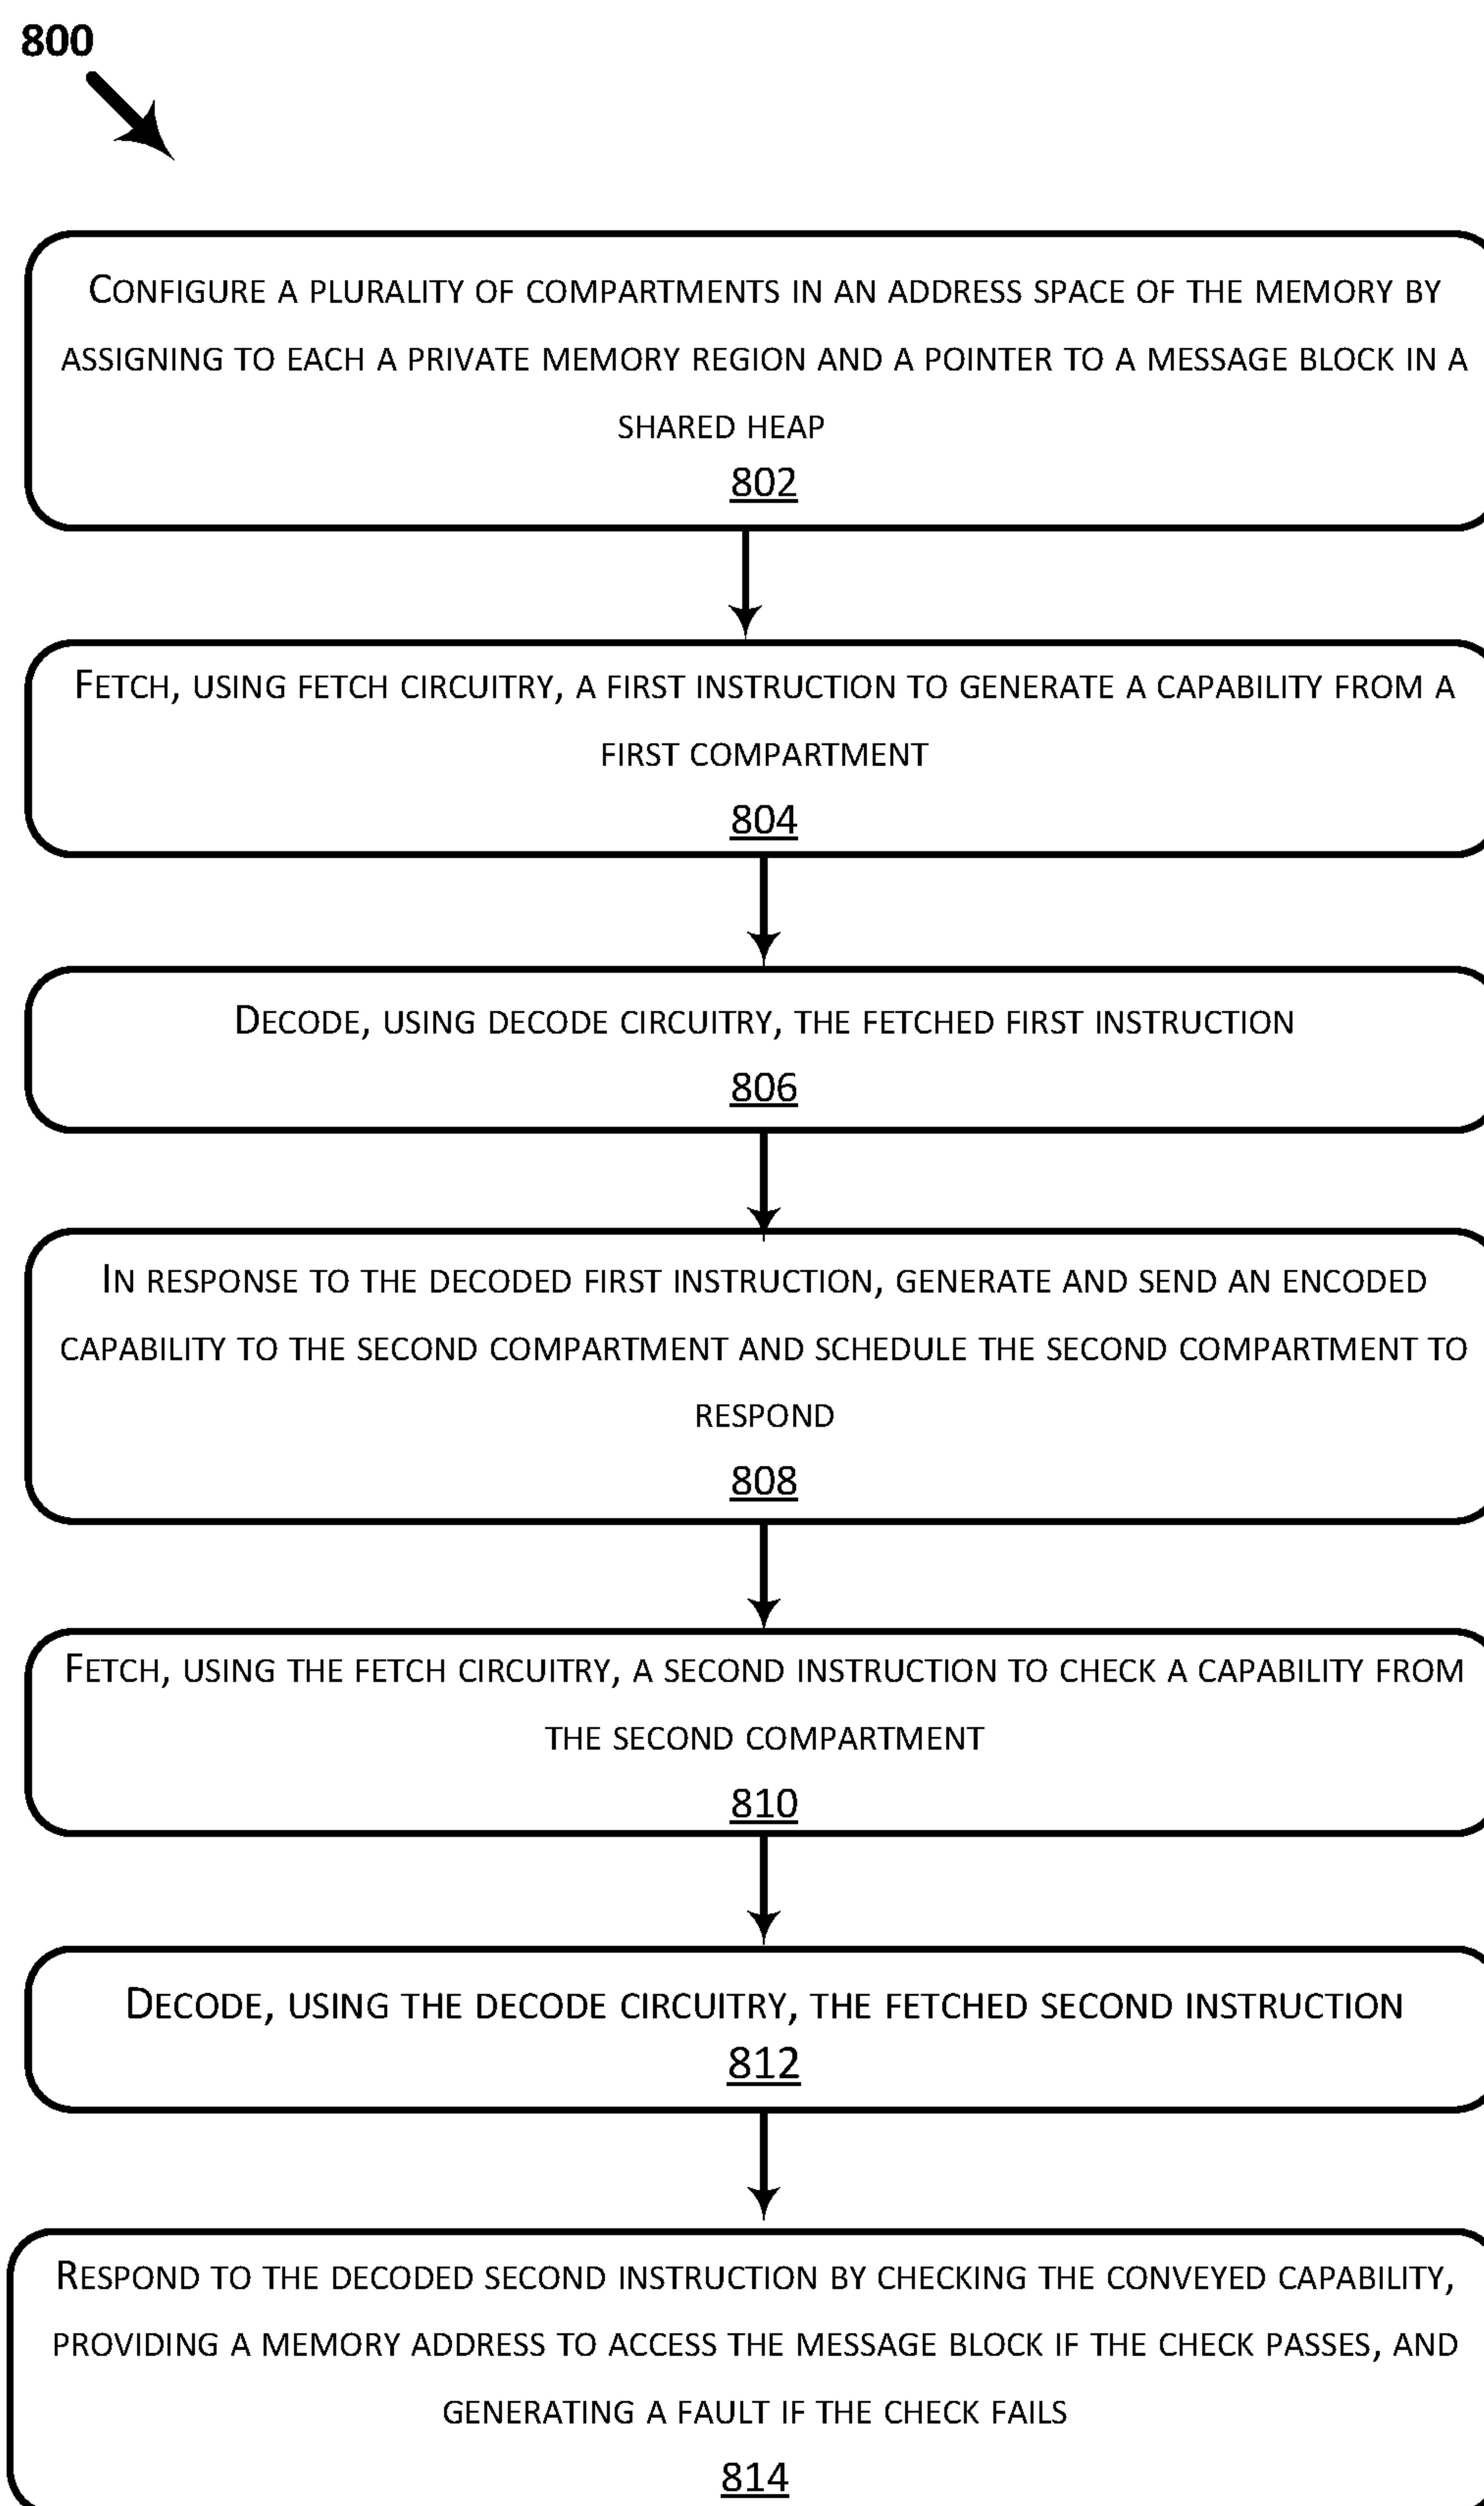 800
CONFIGURE A PLURALITY OF COMPARTMENTS IN AN ADDRESS SPACE OF THE MEMORY BY
ASSIGNING TO EACH A PRIVATE MEMORY REGION AND A POINTER TO A MESSAGE BLOCK IN A
SHARED HEAP
802
FETCH, USING FETCH CIRCUITRY, A FIRST INSTRUCTION TO GENERATE A CAPABILITY FROM A
FIRST COMPARTMENT
804
DECODE, USING DECODE CIRCUITRY, THE FETCHED FIRST INSTRUCTION
806
IN RESPONSE TO THE DECODED FIRST INSTRUCTION, GENERATE AND SEND AN ENCODED
CAPABILITY TO THE SECOND COMPARTMENT AND SCHEDULE THE SECOND COMPARTMENT TO
RESPOND
808
FETCH, USING THE FETCH CIRCUITRY, A SECOND INSTRUCTION TO CHECK A CAPABILITY FROM
THE SECOND COMPARTMENT
810
DECODE, USING THE DECODE CIRCUITRY, THE FETCHED SECOND INSTRUCTION
812
RESPOND TO THE DECODED SECOND INSTRUCTION BY CHECKING THE CONVEYED CAPABILITY,
PROVIDING A MEMORY ADDRESS TO ACCESS THE MESSAGE BLOCK IF THE CHECK PASSES, AND
GENERATING A FAULT IF THE CHECK FAILS
814